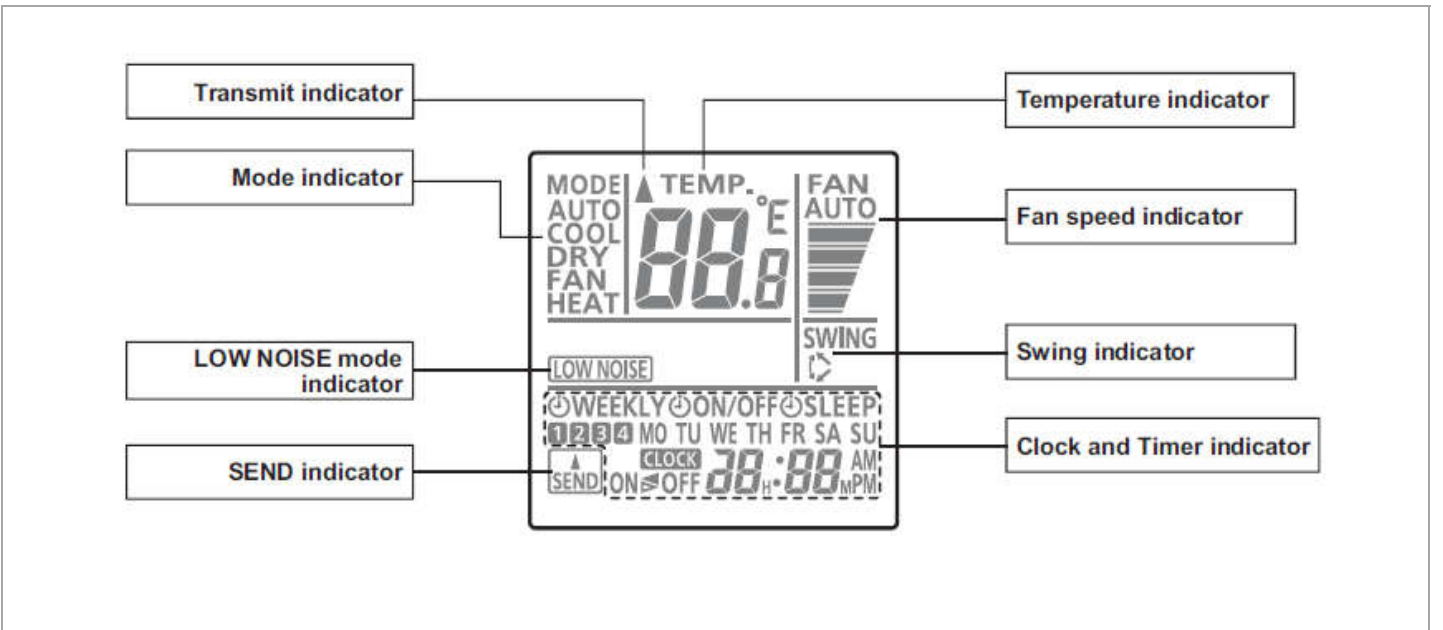 Transmit indicator
Mode indicator
LOW NOISE mode
indicator
SEND indicator
MODE
AUTO
COOL
DRY
FAN
HEAT
TEMP.
88.8
FAN
AUTO
SWING
LOW NOISE
WEEKLY ON/OFF SLEEP
1 2 3 4 MO TU WE TH FR SA SU
SEND
CLOCK
ON OFF 38H:88M AM
PM
Temperature indicator
Fan speed indicator
Swing indicator
Clock and Timer indicator